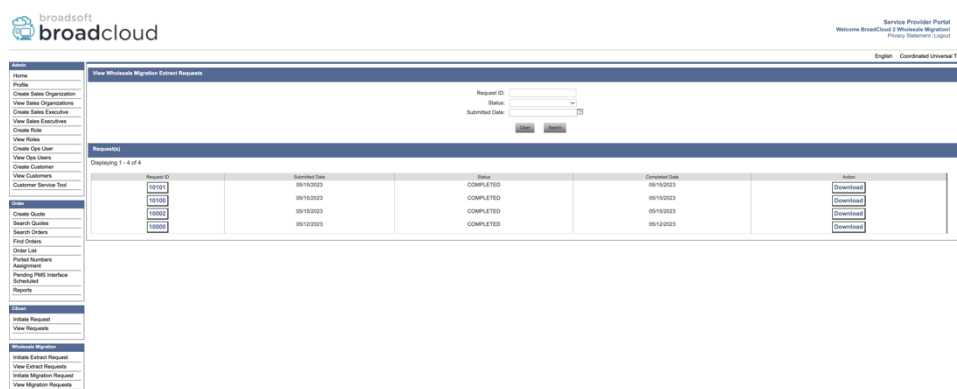 broadsoft
broadcloud
Service Provider Portal
Welcome BroadCloud 2 Wholesale Migration!
Privacy Statement Logout
English Coordinated Universal T
Admin
Home
Profile
Create Sales Organization
View Sales Organizations
Create Sales Executive
View Sales Executives
Create Role
View Roles
Create Ops User
View Ops Users
Create Customer
View Customers
Customer Service Tool
Order
Create Quote
Search Quotes
Search Orders
Find Orders
Order List
Ported Numbers
Assignment
Pending PMS Interface
Scheduled
Reports
CScan
Initiate Request
View Requests
Wholesale Migration
Initiate Extract Request
View Extract Requests
Initiate Migration Request
View Migration Requests
View Wholesale Migration Extract Requests
Request ID:
Status:
Submitted Date:
Clear Search
Request(s)
Displaying 1 - 4 of 4
Request ID Submitted Date Status Completed Date Action
10101 05/15/2023 COMPLETED 05/15/2023 Download
10100 05/15/2023 COMPLETED 05/15/2023 Download
10002 05/15/2023 COMPLETED 05/15/2023 Download
10000 05/12/2023 COMPLETED 05/12/2023 Download